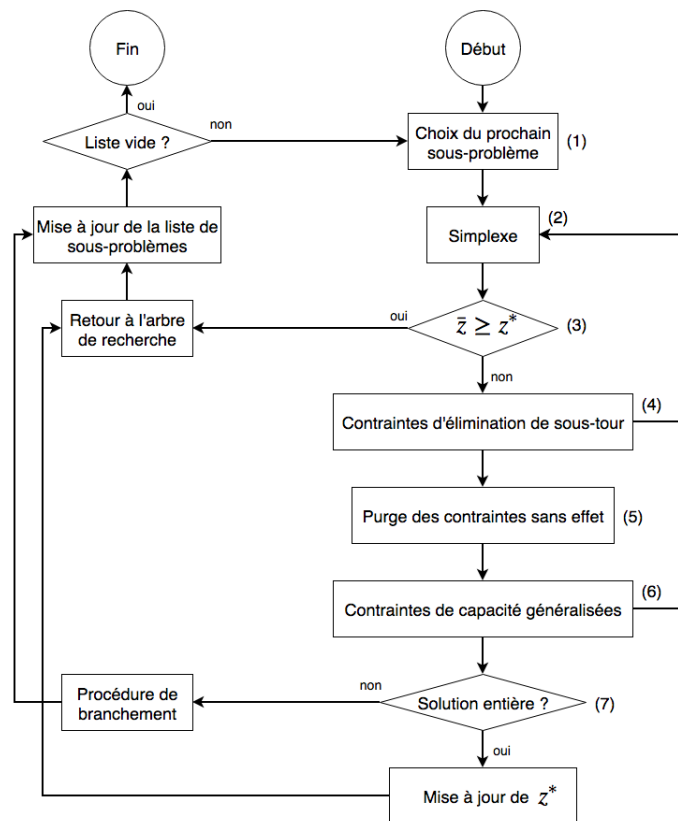 Fin
Début
oui
Liste vide ?
non
Choix du prochain
sous-problème
(1)
Mise à jour de la liste de
sous-problèmes
(2)
Simplexe
Retour à l'arbre
de recherche
oui
z̄ ≥ z*
(3)
non
Contraintes d'élimination de sous-tour
(4)
Purge des contraintes sans effet
(5)
Contraintes de capacité généralisées
(6)
Procédure de
branchement
non
Solution entière ?
(7)
oui
Mise à jour de z*